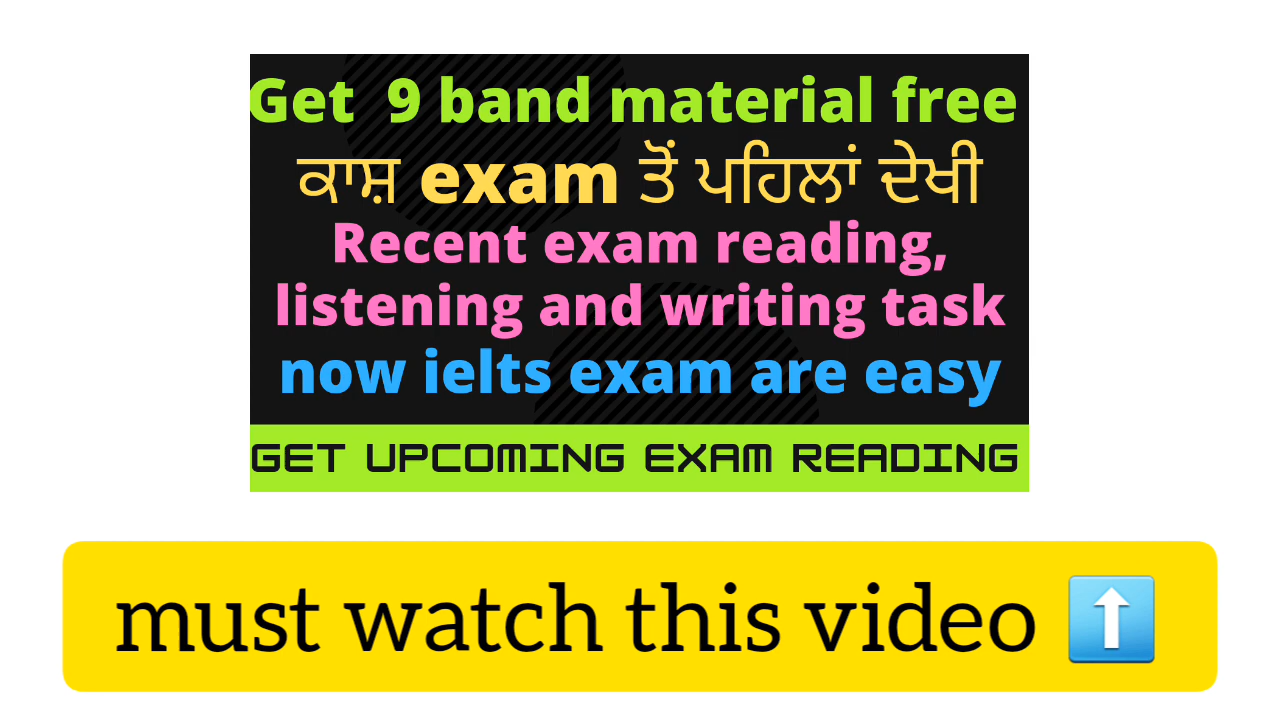 Get 9 band material free
ਕਾਸ਼ exam ਤੋਂ ਪਹਿਲਾਂ ਦੇਖੀ
Recent exam reading,
listening and writing task
now ielts exam are easy
GET UPCOMING EXAM READING
must watch this video ⬆️